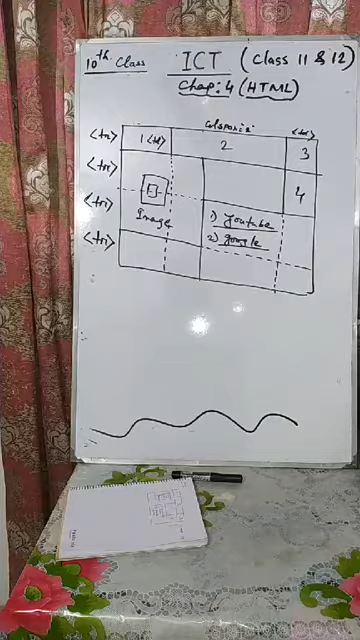 10th Class
ICT (Class 11 & 12)
Chap: 4 (HTML)
<tr> 1 <td> 2 <td> 3
<tr> 4
<tr> Image 1) Youtube
<tr> 2) google